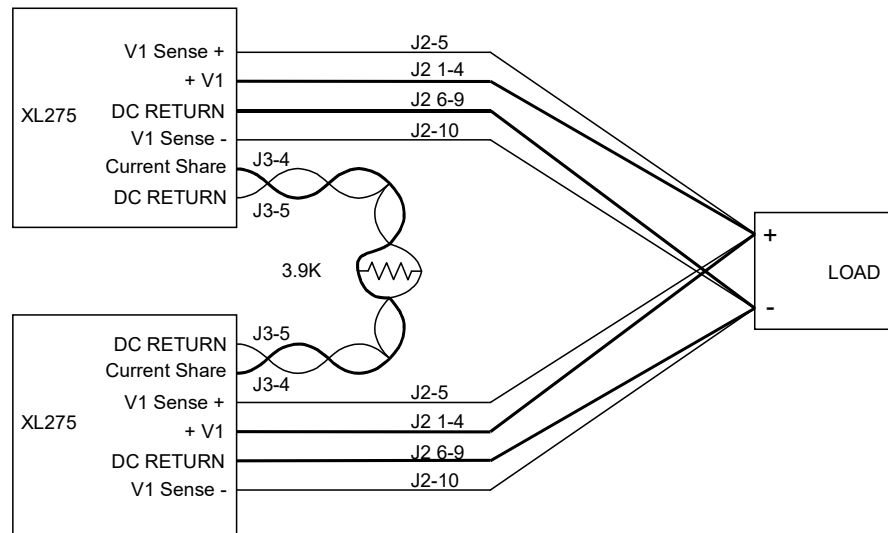 V1 Sense +
J2-5
+ V1
J2 1-4
XL275
DC RETURN
J2 6-9
V1 Sense -
J2-10
Current Share
J3-4
DC RETURN
J3-5
+
3.9K
LOAD
-
DC RETURN
J3-5
Current Share
J3-4
V1 Sense +
J2-5
XL275
+ V1
J2 1-4
DC RETURN
J2 6-9
V1 Sense -
J2-10